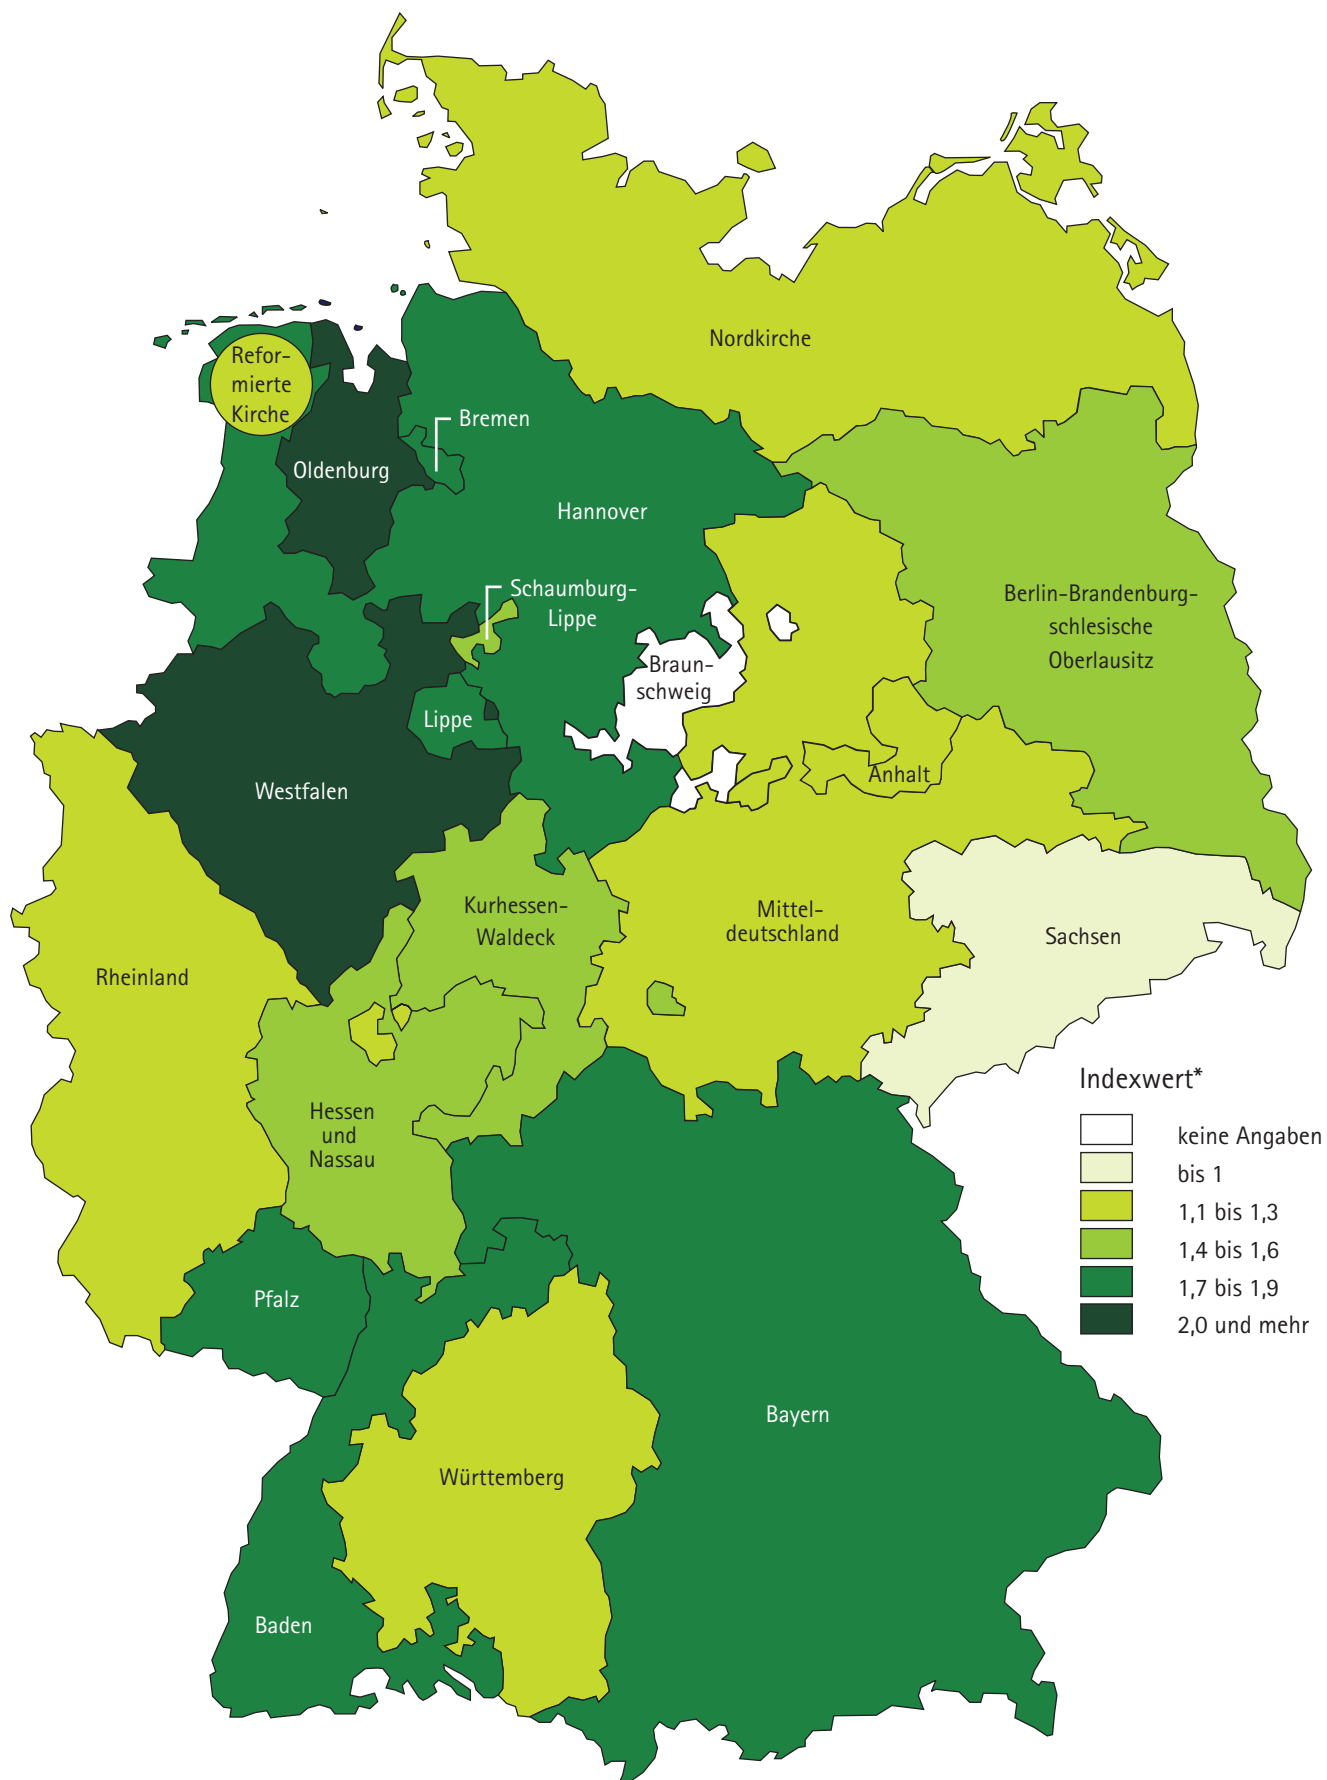 Nordkirche
Refor-
mierte
Kirche
Bremen
Oldenburg
Hannover
Schaumburg-
Lippe
Berlin-Brandenburg-
schlesische
Oberlausitz
Braun-
schweig
Lippe
Anhalt
Westfalen
Kurhessen-
Waldeck
Mittel-
deutschland
Sachsen
Rheinland
Hessen
und
Nassau
Pfalz
Bayern
Württemberg
Baden
Indexwert*
keine Angaben
bis 1
1,1 bis 1,3
1,4 bis 1,6
1,7 bis 1,9
2,0 und mehr